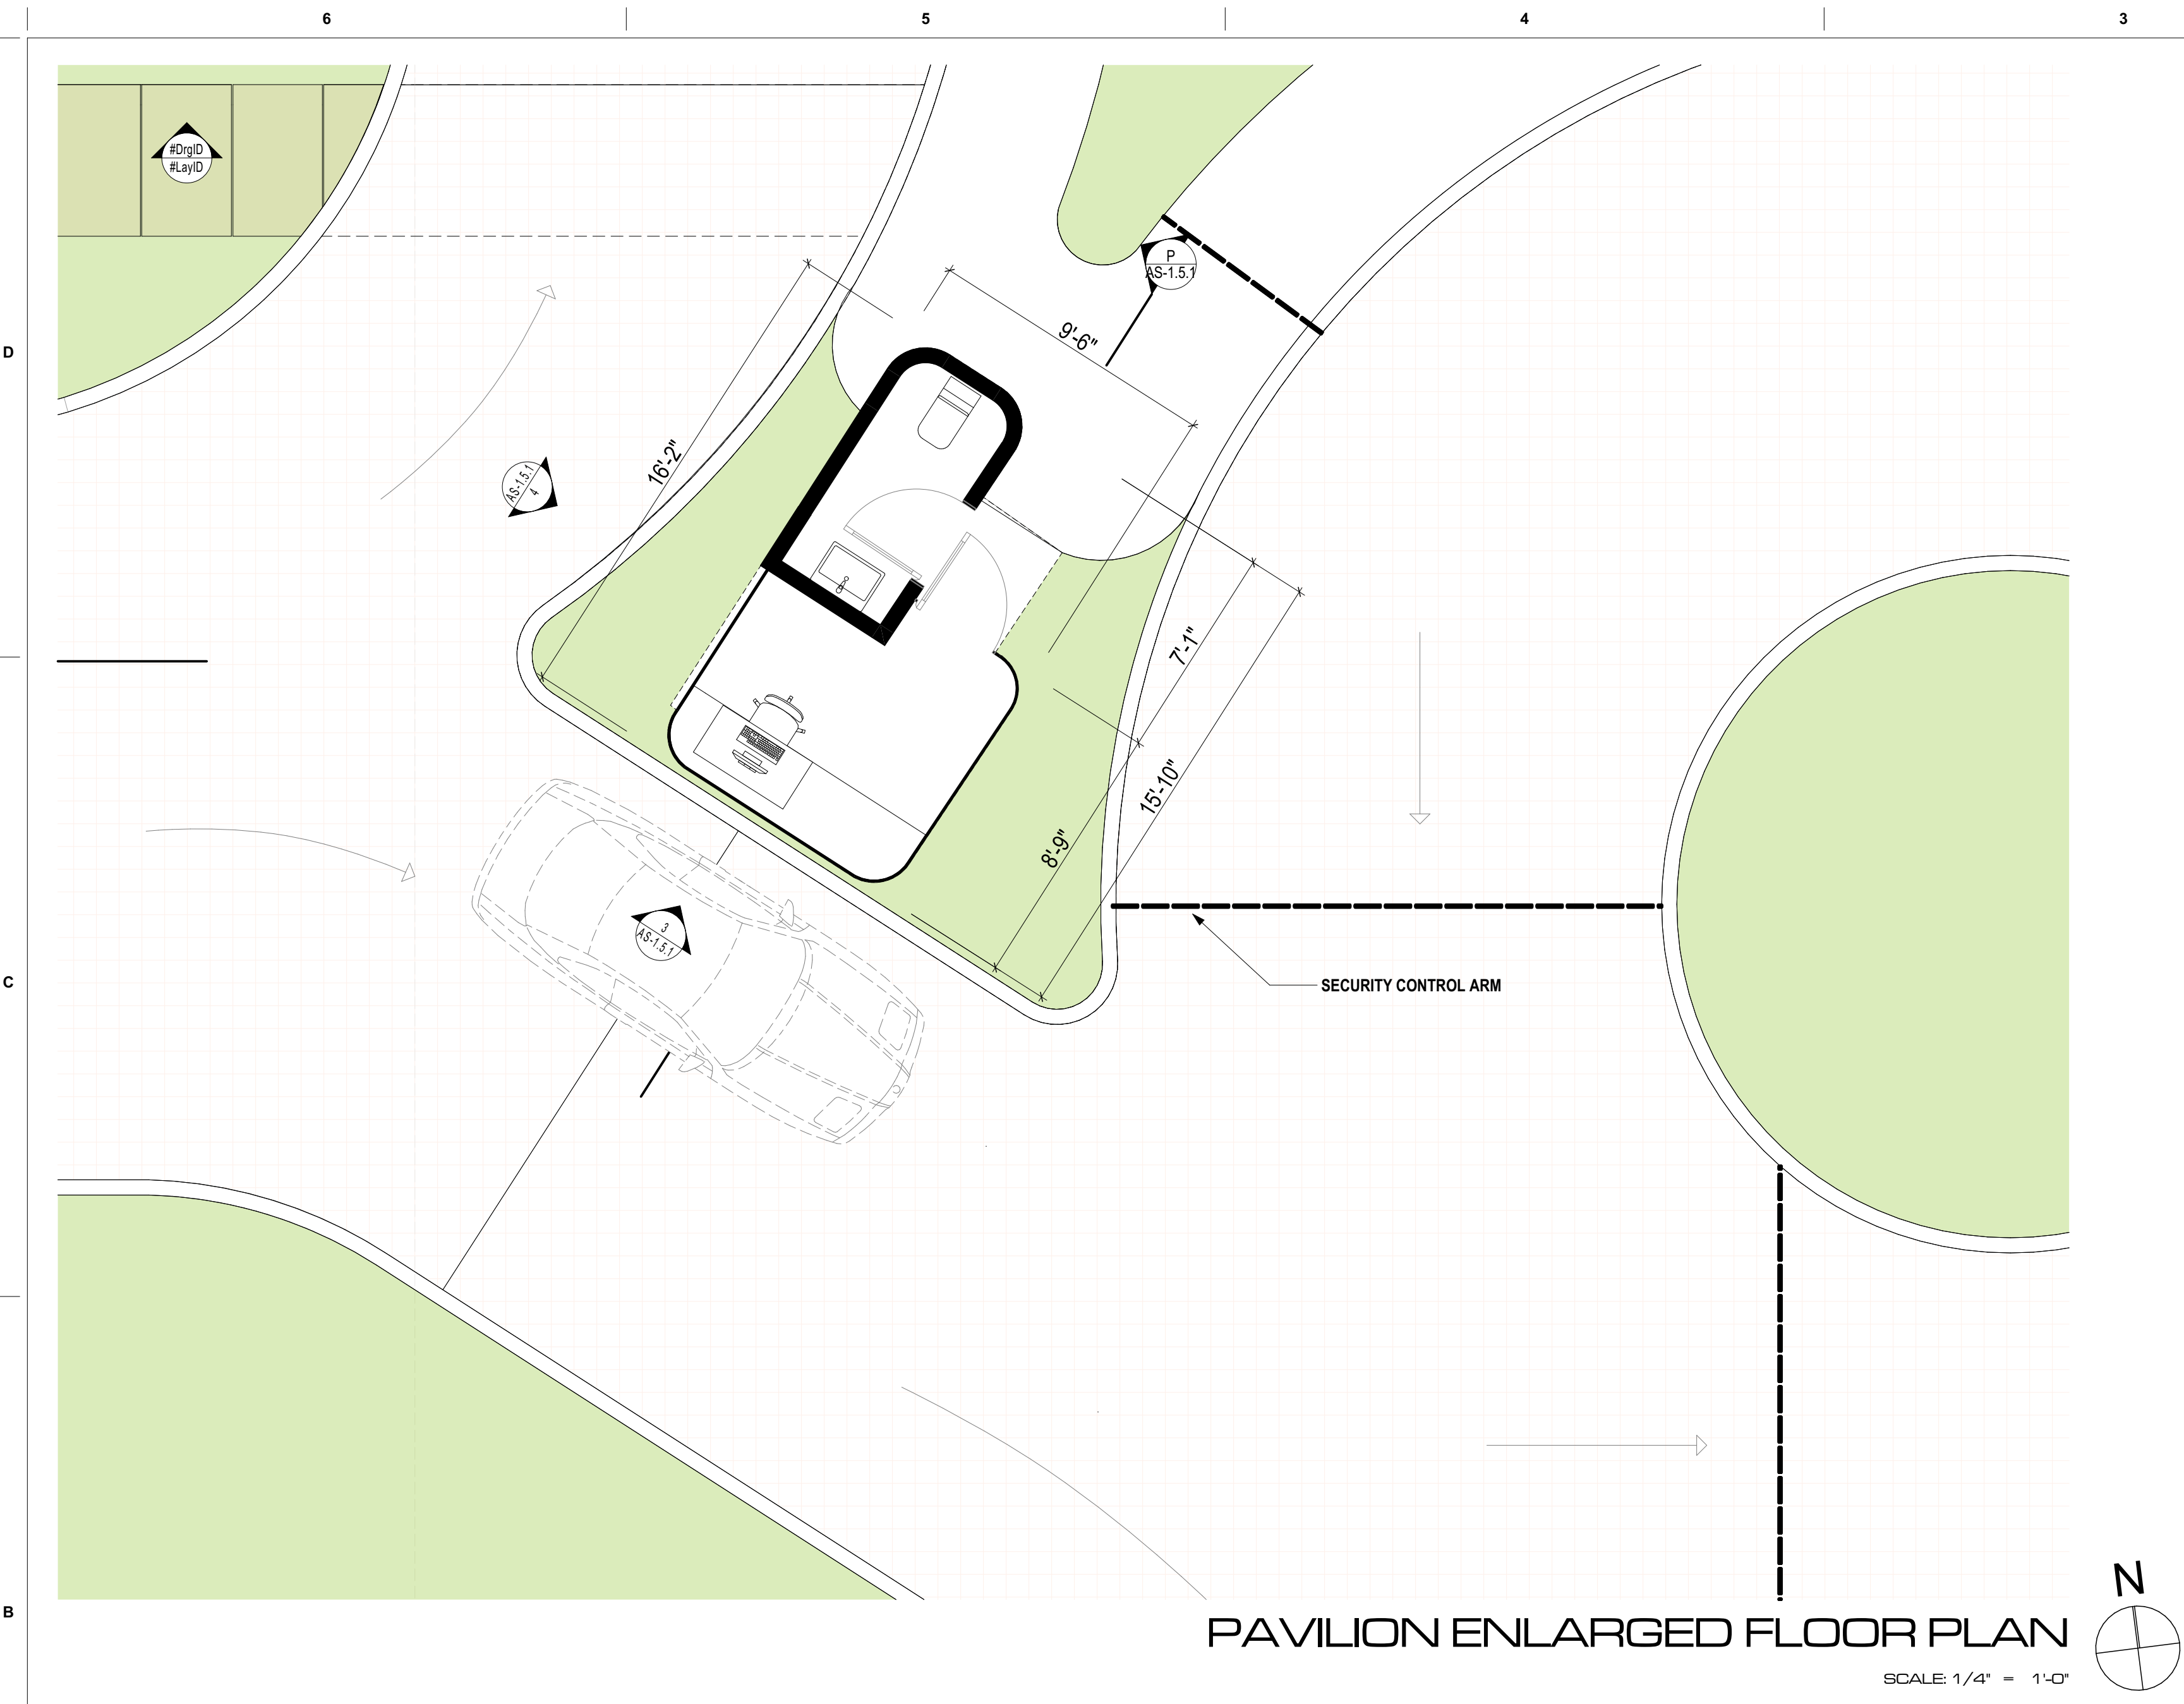 6
5
4
3
#DrgID
#LayID
P
AS-1.5.1
D
9'-6"
16'-2"
AS-1.5.1
4
7'-1"
15'-10"
8'-9"
3
AS-1.5.1
C
SECURITY CONTROL ARM
N
B
PAVILION ENLARGED FLOOR PLAN
SCALE: 1/4" = 1'-0"